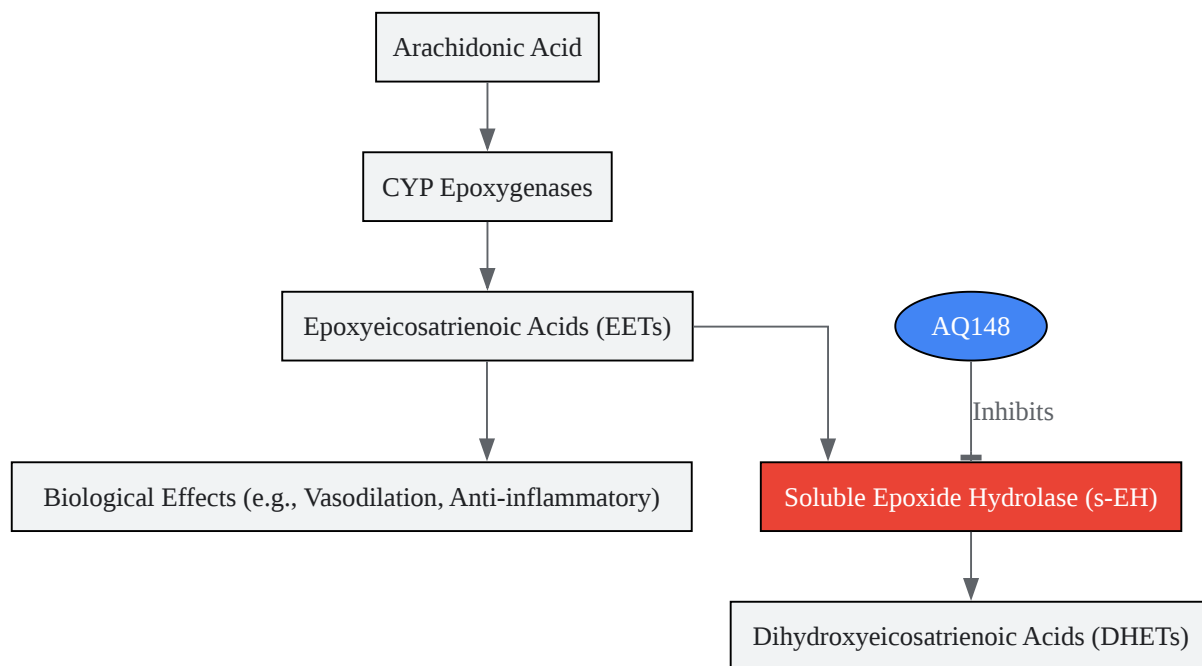 Arachidonic Acid
CYP Epoxygenases
Epoxyeicosatrienoic Acids (EETs)
AQ148
Inhibits
Biological Effects (e.g., Vasodilation, Anti-inflammatory)
Soluble Epoxide Hydrolase (s-EH)
Dihydroxyeicosatrienoic Acids (DHETs)